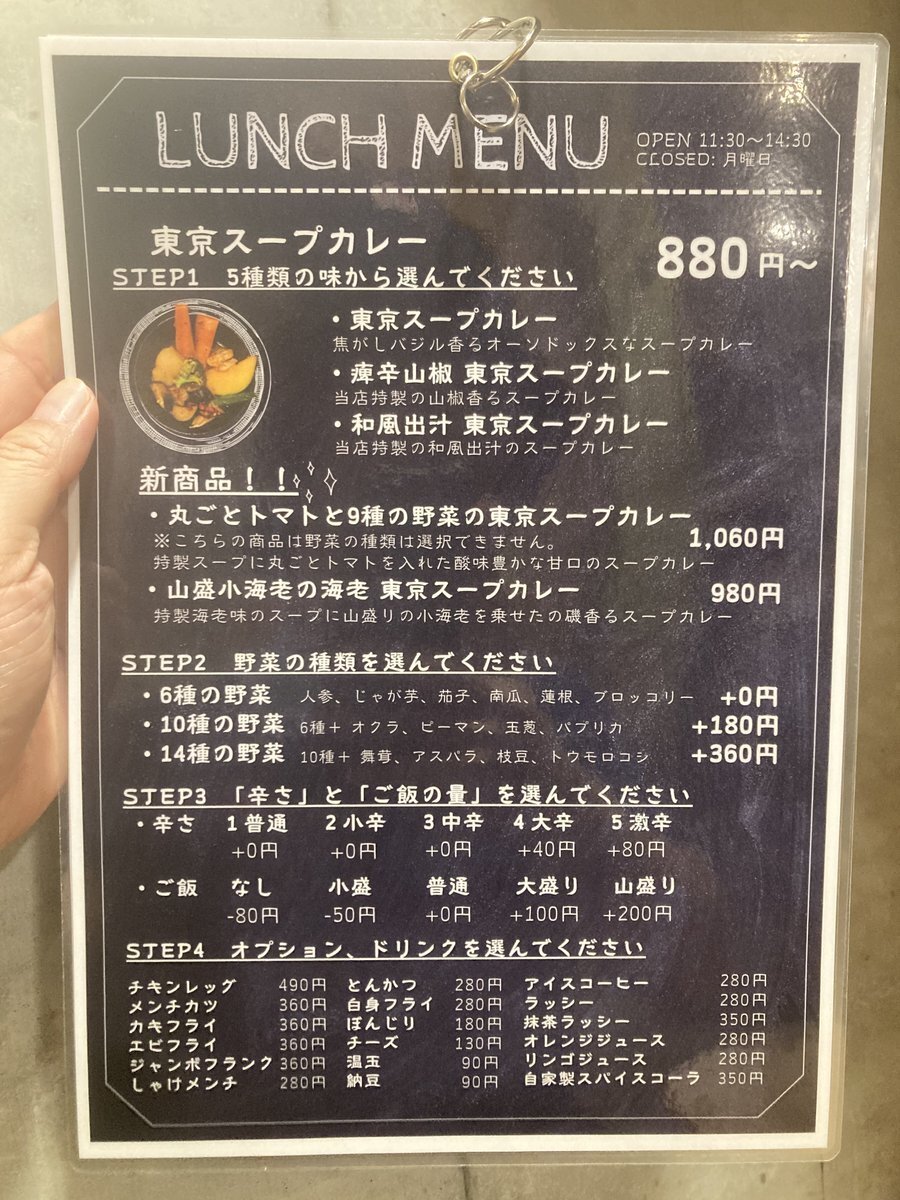 LUNCH MENU
OPEN 11:30～14:30
CLOSED: 月曜日
東京スープカレー 880円～
STEP1 5種類の味から選んでください
・東京スープカレー
焦がしバジル香るオーソドックスなスープカレー
・痺辛山椒 東京スープカレー
当店特製の山椒香るスープカレー
・和風出汁 東京スープカレー
当店特製の和風出汁のスープカレー
新商品！！
・丸ごとトマトと9種の野菜の東京スープカレー 1,060円
※こちらの商品は野菜の種類は選択できません。
特製スープに丸ごとトマトを入れた酸味豊かな甘口のスープカレー
・山盛小海老の海老 東京スープカレー 980円
特製海老味のスープに山盛りの小海老を乗せたの磯香るスープカレー
STEP2 野菜の種類を選んでください
・6種の野菜 人参、じゃが芋、茄子、南瓜、蓮根、ブロッコリー +0円
・10種の野菜 6種＋ オクラ、ピーマン、玉葱、パプリカ +180円
・14種の野菜 10種＋ 舞茸、アスパラ、枝豆、トウモロコシ +360円
STEP3 「辛さ」と「ご飯の量」を選んでください
・辛さ 1普通 2小辛 3中辛 4大辛 5激辛
+0円 +0円 +0円 +40円 +80円
・ご飯 なし 小盛 普通 大盛り 山盛り
-80円 -50円 +0円 +100円 +200円
STEP4 オプション、ドリンクを選んでください
チキンレッグ 490円 とんかつ 280円 アイスコーヒー 280円
メンチカツ 360円 白身フライ 280円 ラッシー 280円
カキフライ 360円 ぼんじり 180円 抹茶ラッシー 350円
エビフライ 360円 チーズ 130円 オレンジジュース 280円
ジャンボフランク 360円 温玉 90円 リンゴジュース 280円
しゃけメンチ 280円 納豆 90円 自家製スパイスコーラ 350円